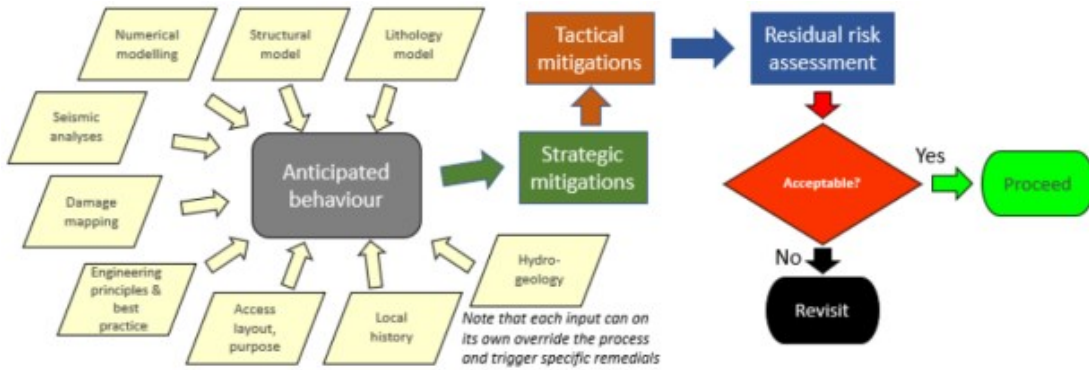 Numerical
modelling
Structural
model
Lithology
model
Seismic
analyses
Damage
mapping
Engineering
principles &
best
practice
Access
layout,
purpose
Local
history
Hydro-
geology
Note that each input can on
its own override the process
and trigger specific remedials
Anticipated
behaviour
Strategic
mitigations
Tactical
mitigations
Residual risk
assessment
Acceptable?
Yes
Proceed
No
Revisit